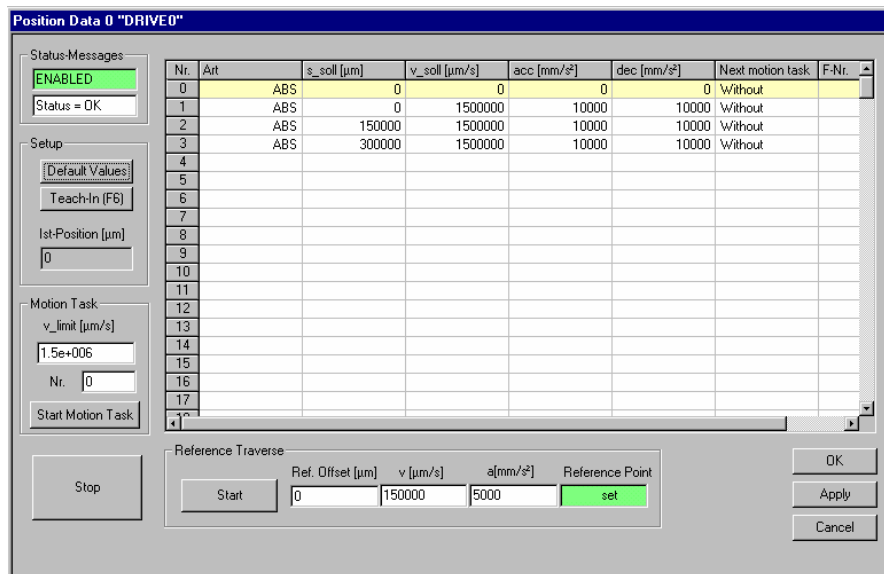 Position Data 0 "DRIVE0"
Status-Messages
ENABLED
Status = OK
Setup
Default Values
Teach-In (F6)
Ist-Position [µm]
0
Motion Task
v_limit [µm/s]
1.5e+006
Nr. 0
Start Motion Task
Stop
Nr. Art s_soll [µm] v_soll [µm/s] acc [mm/s²] dec [mm/s²] Next motion task F-Nr.
0 ABS 0 0 0 0 Without
1 ABS 0 1500000 10000 10000 Without
2 ABS 150000 1500000 10000 10000 Without
3 ABS 300000 1500000 10000 10000 Without
4
5
6
7
8
9
10
11
12
13
14
15
16
17
Reference Traverse
Ref. Offset [µm] v [µm/s] a[mm/s²] Reference Point
Start 0 150000 5000 set
OK
Apply
Cancel